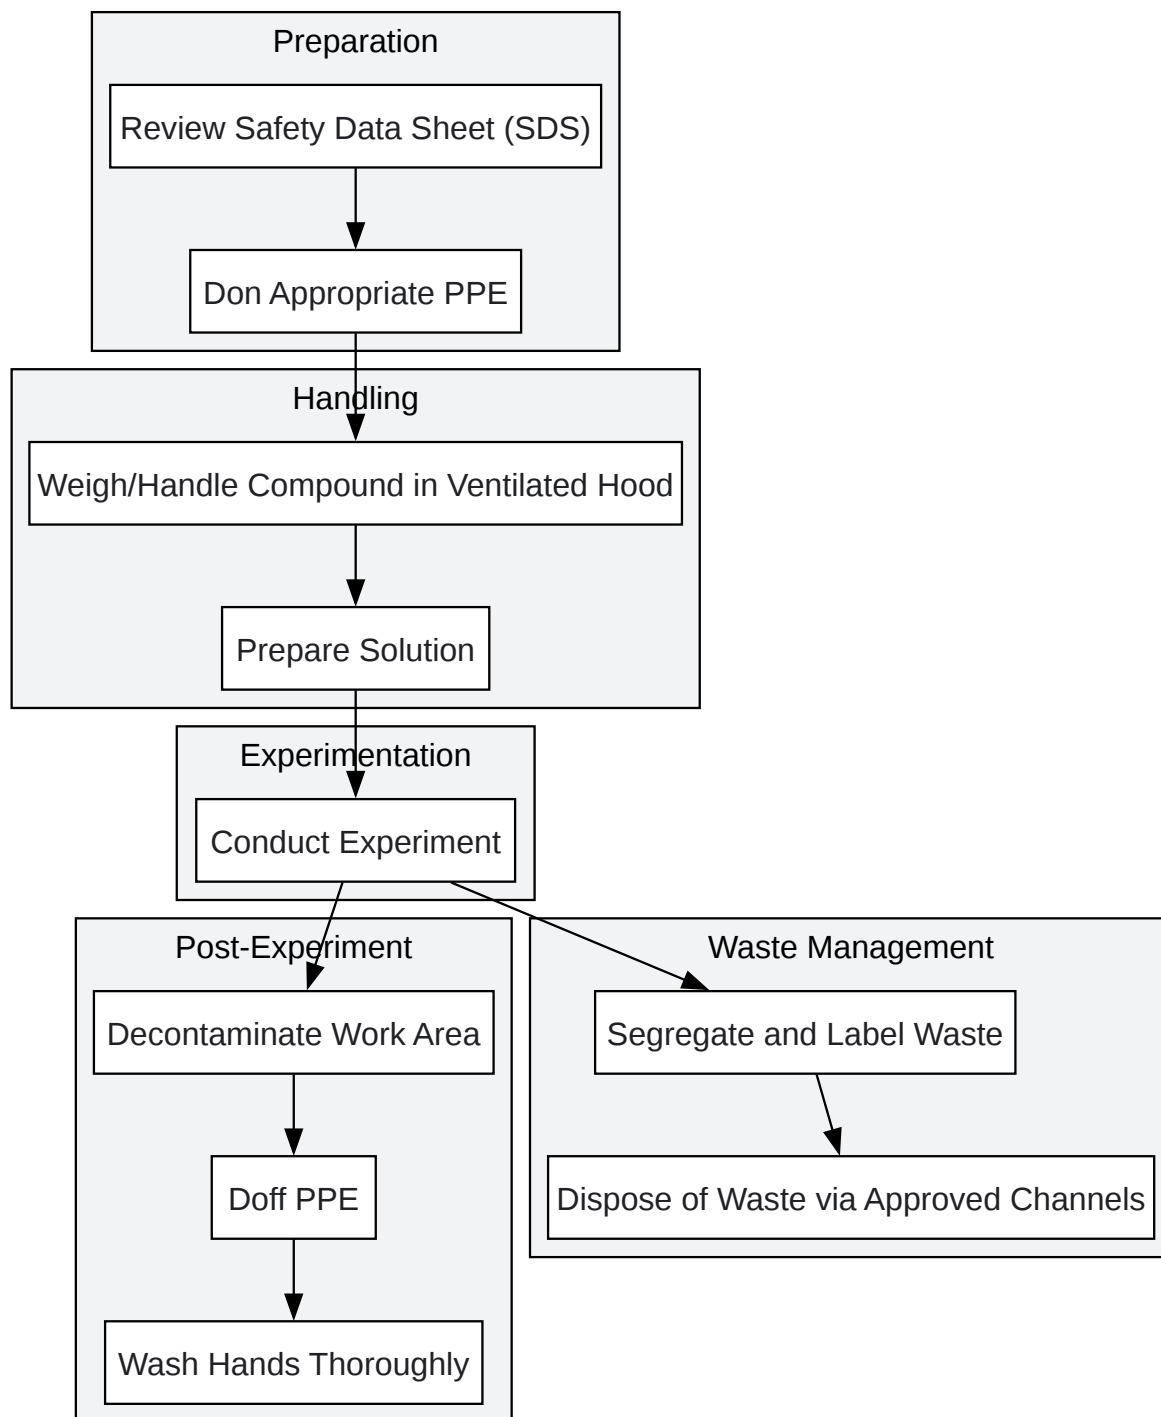 Preparation
Review Safety Data Sheet (SDS)
Don Appropriate PPE
Handling
Weigh/Handle Compound in Ventilated Hood
Prepare Solution
Experimentation
Conduct Experiment
Post-Experiment
Decontaminate Work Area
Doff PPE
Wash Hands Thoroughly
Waste Management
Segregate and Label Waste
Dispose of Waste via Approved Channels